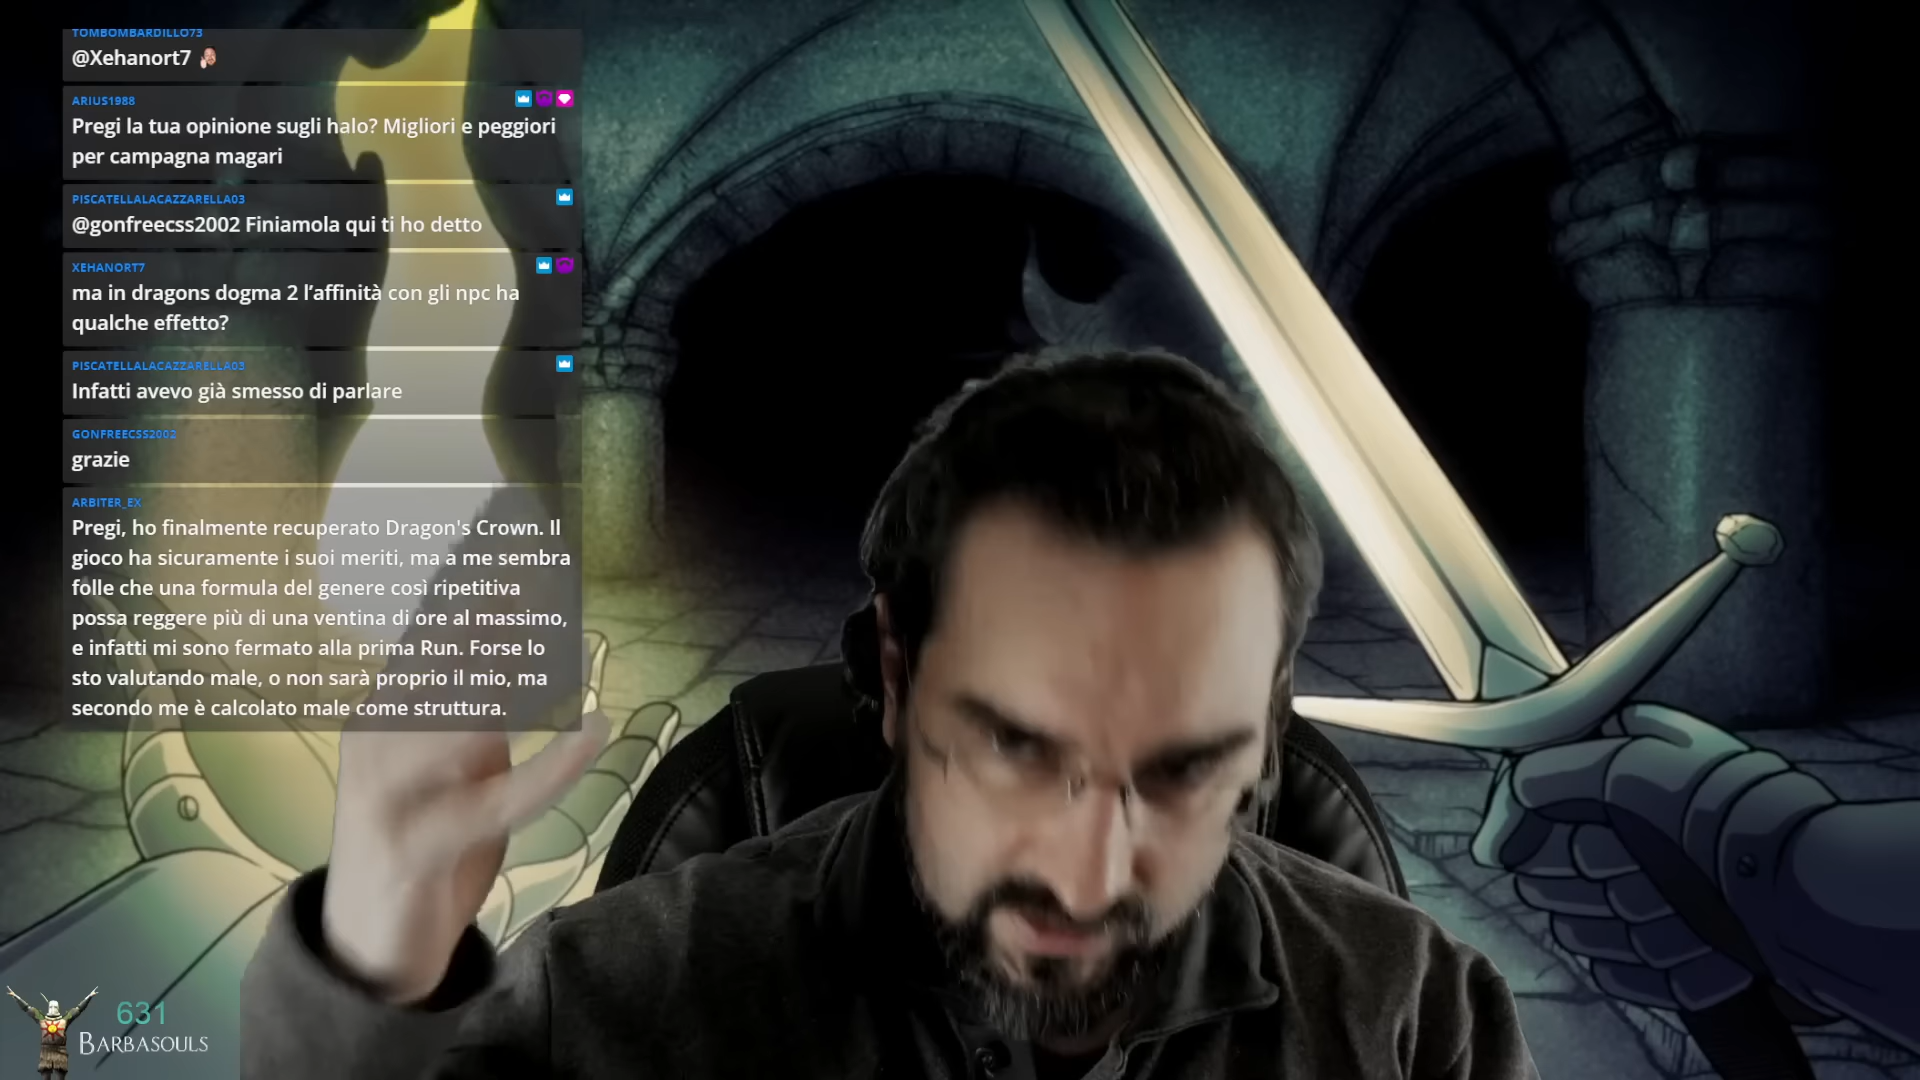 TOMBOMBARDILLO73
@Xehanort7
ARIUS1988
Pregi la tua opinione sugli halo? Migliori e peggiori
per campagna magari
PISCATELLALACAZZARELLA03
@gonfreecss2002 Finiamola qui ti ho detto
XEHANORT7
ma in dragons dogma 2 l’affinità con gli npc ha
qualche effetto?
PISCATELLALACAZZARELLA03
Infatti avevo già smesso di parlare
GONFREECSS2002
grazie
ARBITER_EX
Pregi, ho finalmente recuperato Dragon's Crown. Il
gioco ha sicuramente i suoi meriti, ma a me sembra
folle che una formula del genere così ripetitiva
possa reggere più di una ventina di ore al massimo,
e infatti mi sono fermato alla prima Run. Forse lo
sto valutando male, o non sarà proprio il mio, ma
secondo me è calcolato male come struttura.
631
BARBASOULS